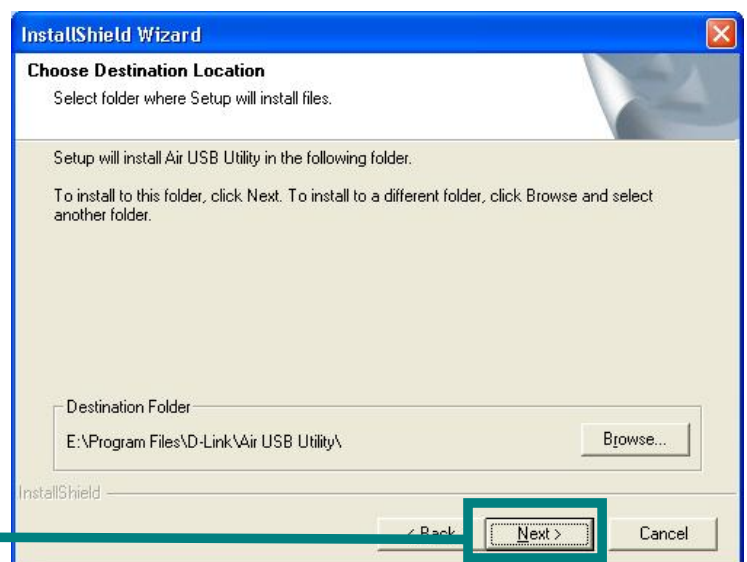 InstallShield Wizard
Choose Destination Location
Select folder where Setup will install files.
Setup will install Air USB Utility in the following folder.
To install to this folder, click Next. To install to a different folder, click Browse and select
another folder.
Destination Folder
E:\Program Files\D-Link\Air USB Utility\
Browse...
InstallShield
< Back
Next >
Cancel